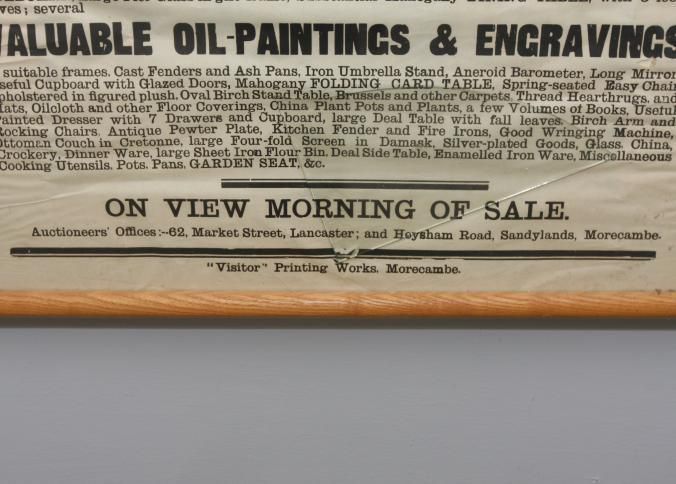 ves; several
VALUABLE OIL-PAINTINGS & ENGRAVINGS
suitable frames. Cast Fenders and Ash Pans, Iron Umbrella Stand, Aneroid Barometer, Long Mirror
seful Cupboard with Glazed Doors, Mahogany FOLDING CARD TABLE, Spring-seated Easy Chair
pholstered in figured plush. Oval Birch Stand Table, Brussels and other Carpets, Thread Hearthrugs, and
Mats, Oilcloth and other Floor Coverings, China Plant Pots and Plants, a few Volumes of Books, Useful
Painted Dresser with 7 Drawers and Cupboard, large Deal Table with fall leaves. Birch Arm and
Rocking Chairs, Antique Pewter Plate, Kitchen Fender and Fire Irons, Good Wringing Machine,
Ottoman Couch in Cretonne, large Four-fold Screen in Damask, Silver-plated Goods, Glass, China,
Crockery, Dinner Ware, large Sheet Iron Flour Bin, Deal Side Table, Enamelled Iron Ware, Miscellaneous
Cooking Utensils. Pots. Pans. GARDEN SEAT, &c.
ON VIEW MORNING OF SALE.
Auctioneers' Offices:--62, Market Street, Lancaster; and Heysham Road, Sandylands, Morecambe.
"Visitor" Printing Works, Morecambe.